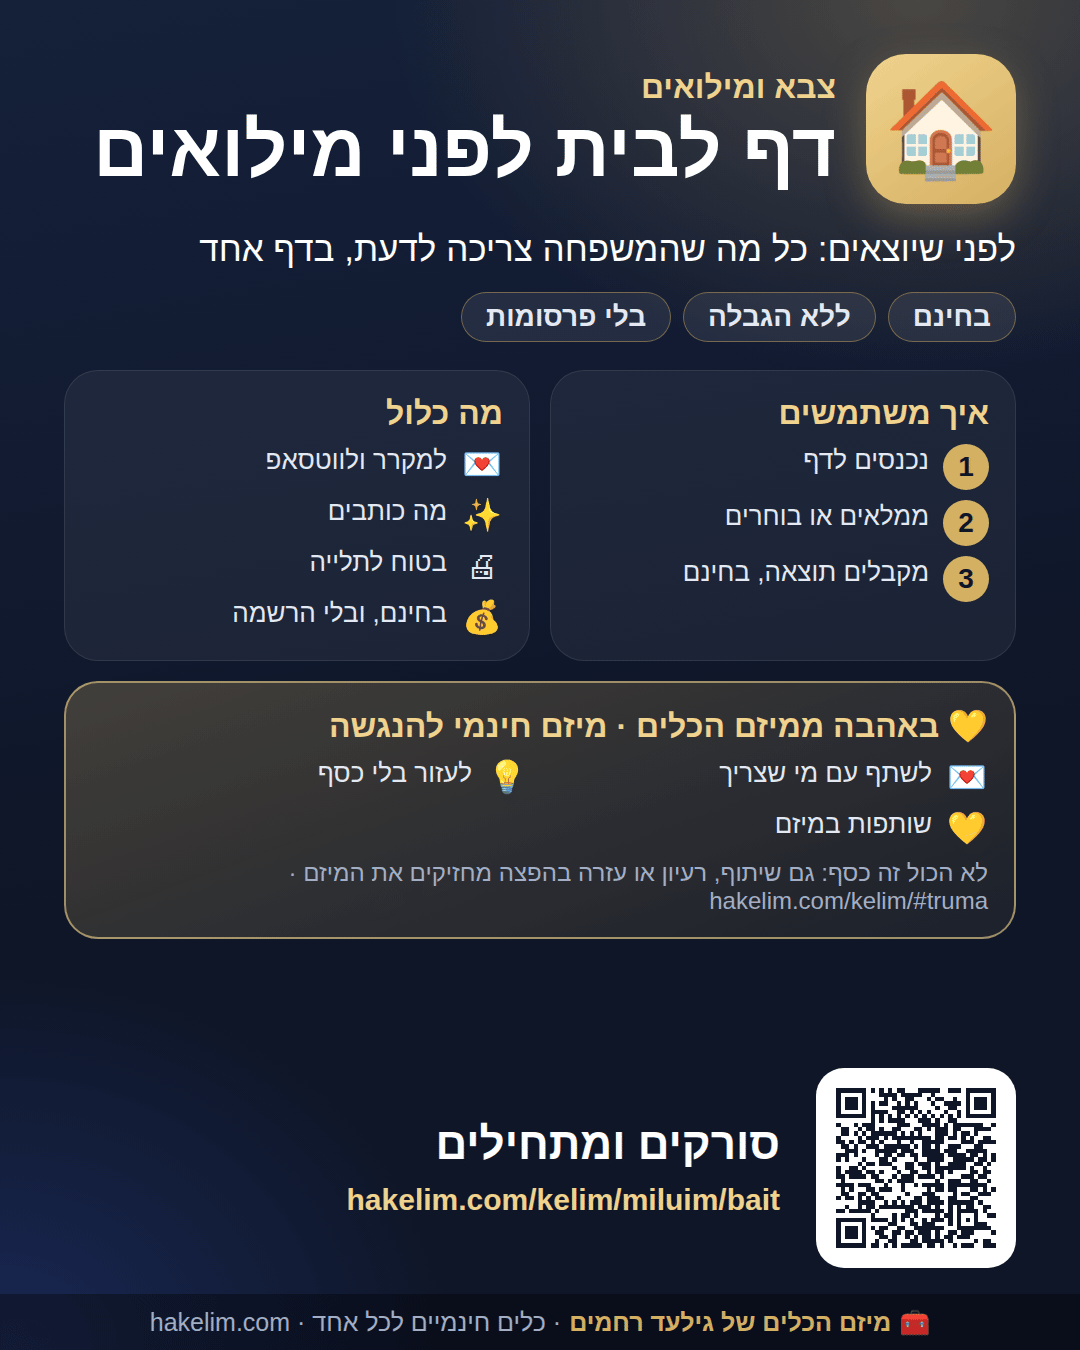 צבא ומילואים
דף לבית לפני מילואים
לפני שיוצאים: כל מה שהמשפחה צריכה לדעת, בדף אחד
בחינם
ללא הגבלה
בלי פרסומות
איך משתמשים
1 נכנסים לדף
2 ממלאים או בוחרים
3 מקבלים תוצאה, בחינם
מה כלול
למקרר ולווטסאפ
מה כותבים
בטוח לתלייה
בחינם, ובלי הרשמה
באהבה ממיזם הכלים · מיזם חינמי להנגשה
לשתף עם מי שצריך
לעזור בלי כסף
שותפות במיזם
לא הכול זה כסף: גם שיתוף, רעיון או עזרה בהפצה מחזיקים את המיזם ·
hakelim.com/kelim/#truma
סורקים ומתחילים
hakelim.com/kelim/miluim/bait
מיזם הכלים של גילעד רחמים · כלים חינמיים לכל אחד · hakelim.com